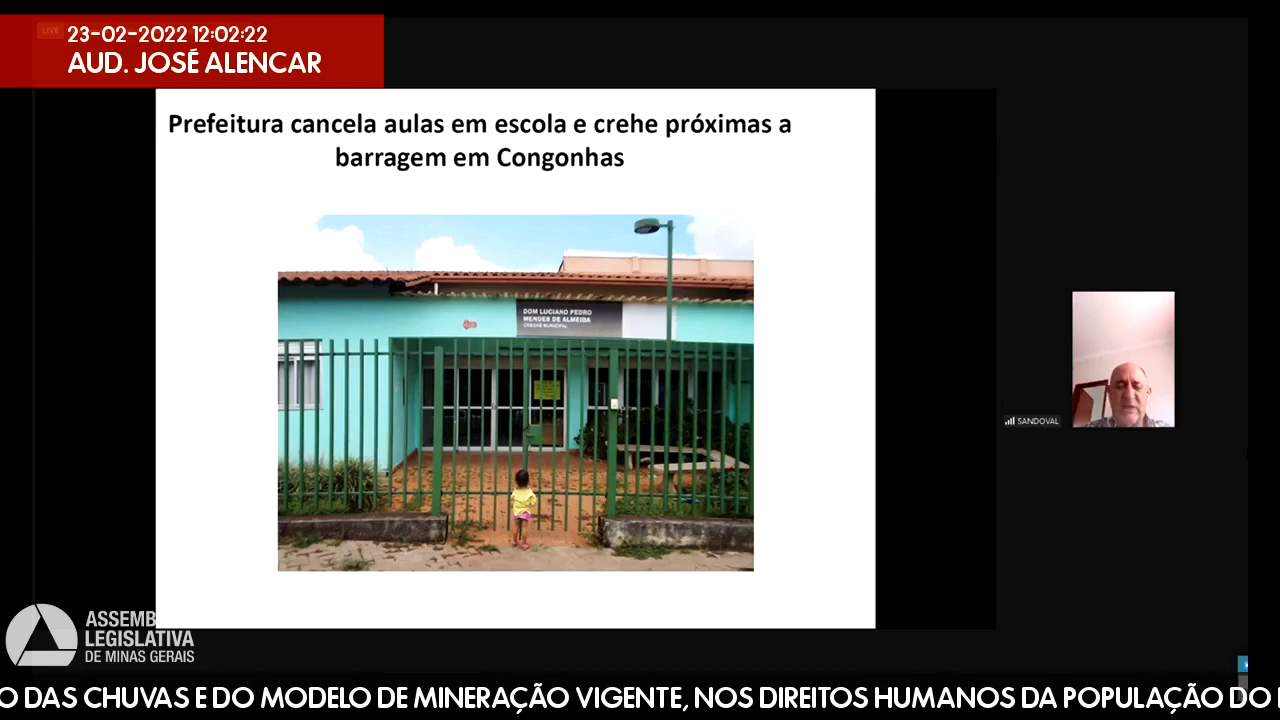 LIVE
23-02-2022 12:02:22
AUD. JOSÉ ALENCAR
Prefeitura cancela aulas em escola e crehe próximas a
barragem em Congonhas
DOM LUCIANO PEDRO
MENDES DE ALMEIDA
CRECHE MUNICIPAL
SANDOVAL
ASSEMB
LEGISLATIVA
DE MINAS GERAIS
O DAS CHUVAS E DO MODELO DE MINERAÇÃO VIGENTE, NOS DIREITOS HUMANOS DA POPULAÇÃO DO